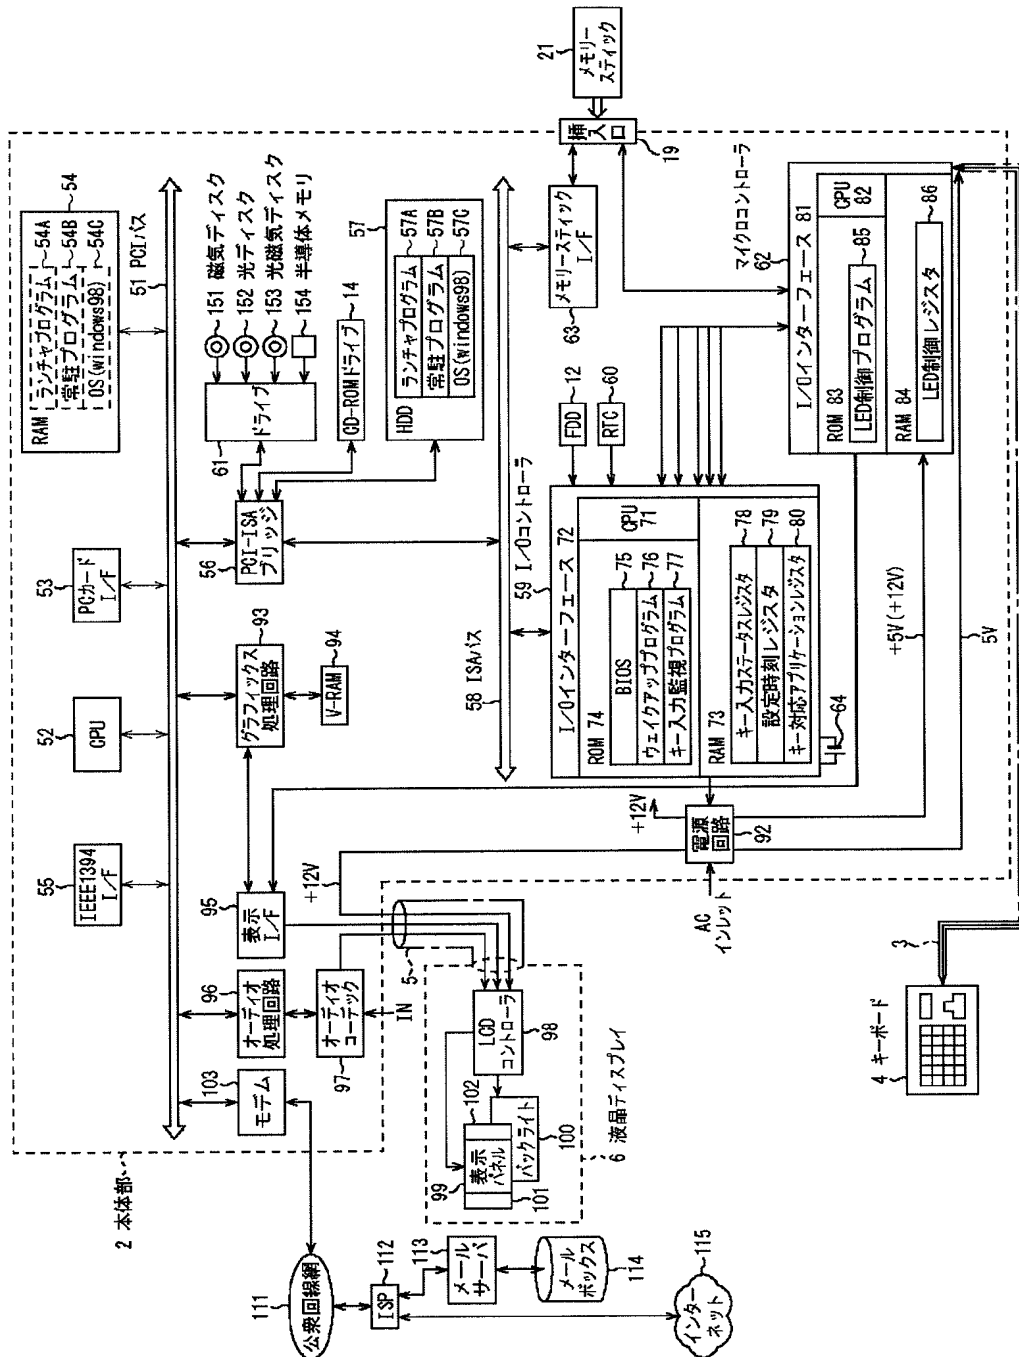 2 本体部
55
IEEE1394
I/F
52
CPU
53
PCカード
I/F
RAM
54
ランチャプログラム
54A
常駐プログラム
54B
OS(windows98)
54C
51 PCIバス
103
モデム
96
オーディオ
処理回路
95
表示
I/F
グラフィックス
処理回路
93
V-RAM
94
56
PCI-ISA
ブリッジ
61
ドライブ
151 磁気ディスク
152 光ディスク
153 光磁気ディスク
154 半導体メモリ
CD-ROMドライブ
14
HDD
57
ランチャプログラム
57A
常駐プログラム
57B
OS(windows98)
57C
97
オーディオ
コーデック
IN
+12V
58 ISAバス
111
公衆回線網
ISP
112
113
メール
サーバ
メール
ボックス
114
インター
ネット
115
5
LCD
コントローラ
98
99
表示
パネル
102
101
バックライト
100
6 液晶ディスプレイ
59 I/Oコントローラ
I/Oインターフェース 72
CPU
71
ROM 74
BIOS
75
ウェイクアッププログラム
76
キー入力監視プログラム
77
RAM 73
キー入力ステータスレジスタ
78
設定時刻レジスタ
79
キー対応アプリケーションレジスタ
80
64
FDD
12
RTC
60
63
メモリースティック
I/F
挿入口
19
21
メモリー
スティック
+12V
電源
回路
92
AC
インレット
マイクロコントローラ
62
I/Oインターフェース 81
CPU
82
ROM 83
LED制御プログラム
85
RAM 84
LED制御レジスタ
86
+5V(+12V)
5V
3
4 キーボード